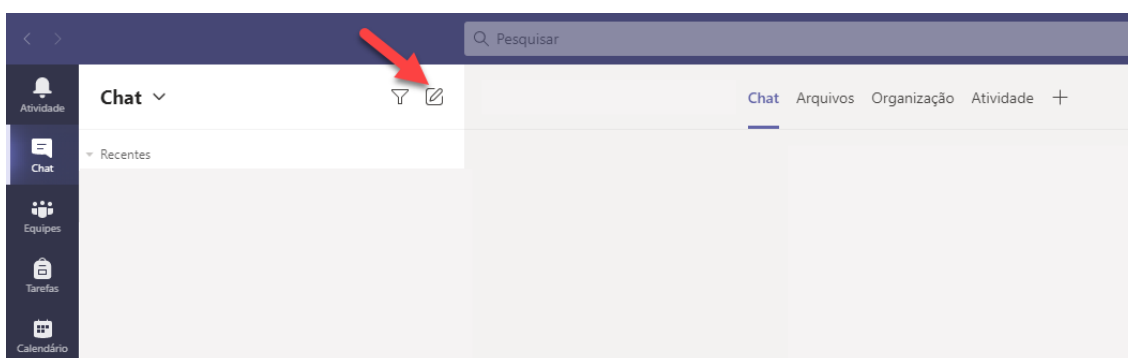 Pesquisar
Atividade
Chat
Chat Arquivos Organização Atividade
Recentes
Chat
Equipes
Tarefas
Calendário